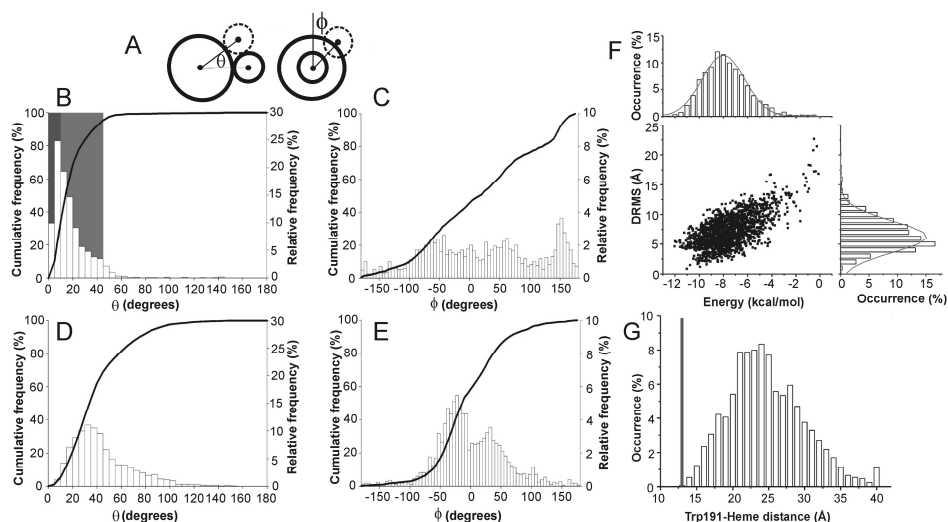 A
θ
ϕ
B
Cumulative frequency (%)
100
80
60
40
20
0
30
25
20
15
10
5
0
Relative frequency (%)
0 20 40 60 80 100 120 140 160 180
θ (degrees)
C
Cumulative frequency (%)
100
80
60
40
20
0
10
8
6
4
2
0
Relative frequency (%)
-150 -100 -50 0 50 100 150
ϕ (degrees)
D
Cumulative frequency (%)
100
80
60
40
20
0
30
25
20
15
10
5
0
Relative frequency (%)
0 20 40 60 80 100 120 140 160 180
θ (degrees)
E
Cumulative frequency (%)
100
80
60
40
20
0
10
8
6
4
2
0
Relative frequency (%)
-150 -100 -50 0 50 100 150
ϕ (degrees)
F
Occurrence (%)
15
10
5
0
DRMS (Å)
25
20
15
10
5
0
-12 -10 -8 -6 -4 -2 0
Energy (kcal/mol)
0 5 10 15
Occurrence (%)
G
Occurrence (%)
10
8
6
4
2
0
10 15 20 25 30 35 40
Trp191-Heme distance (Å)